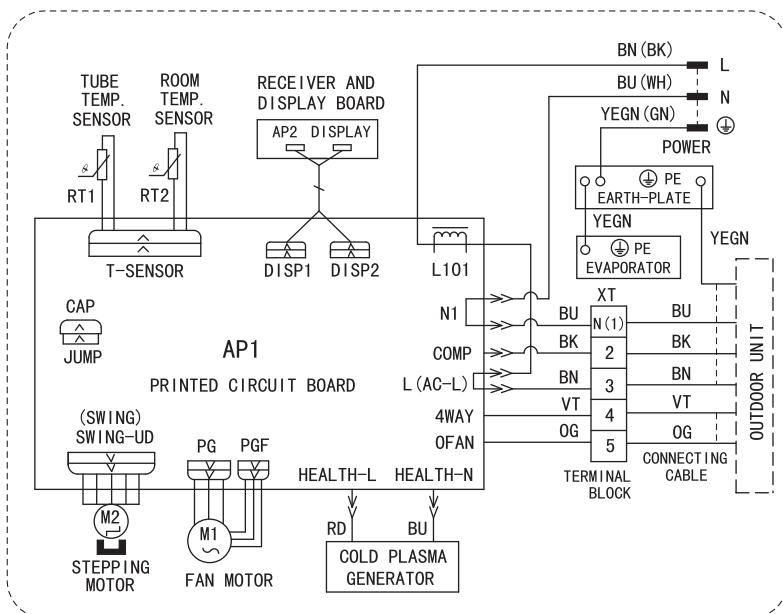 BN(BK)
L
BU(WH)
N
YEGN(GN)
POWER
TUBE
TEMP.
SENSOR
ROOM
TEMP.
SENSOR
RECEIVER AND
DISPLAY BOARD
AP2 DISPLAY
RT1
RT2
PE
EARTH-PLATE
YEGN
YEGN
PE
EVAPORATOR
T-SENSOR
DISP1
DISP2
L101
CAP
JUMP
AP1
PRINTED CIRCUIT BOARD
N1
COMP
L(AC-L)
4WAY
OFAN
XT
BU
N(1)
BU
BK
2
BK
BN
3
BN
VT
4
VT
OG
5
OG
TERMINAL
BLOCK
CONNECTING
CABLE
OUTDOOR UNIT
(SWING)
SWING-UD
PG
PGF
HEALTH-L
HEALTH-N
M2
STEPPING
MOTOR
M1
FAN MOTOR
RD
BU
COLD PLASMA
GENERATOR